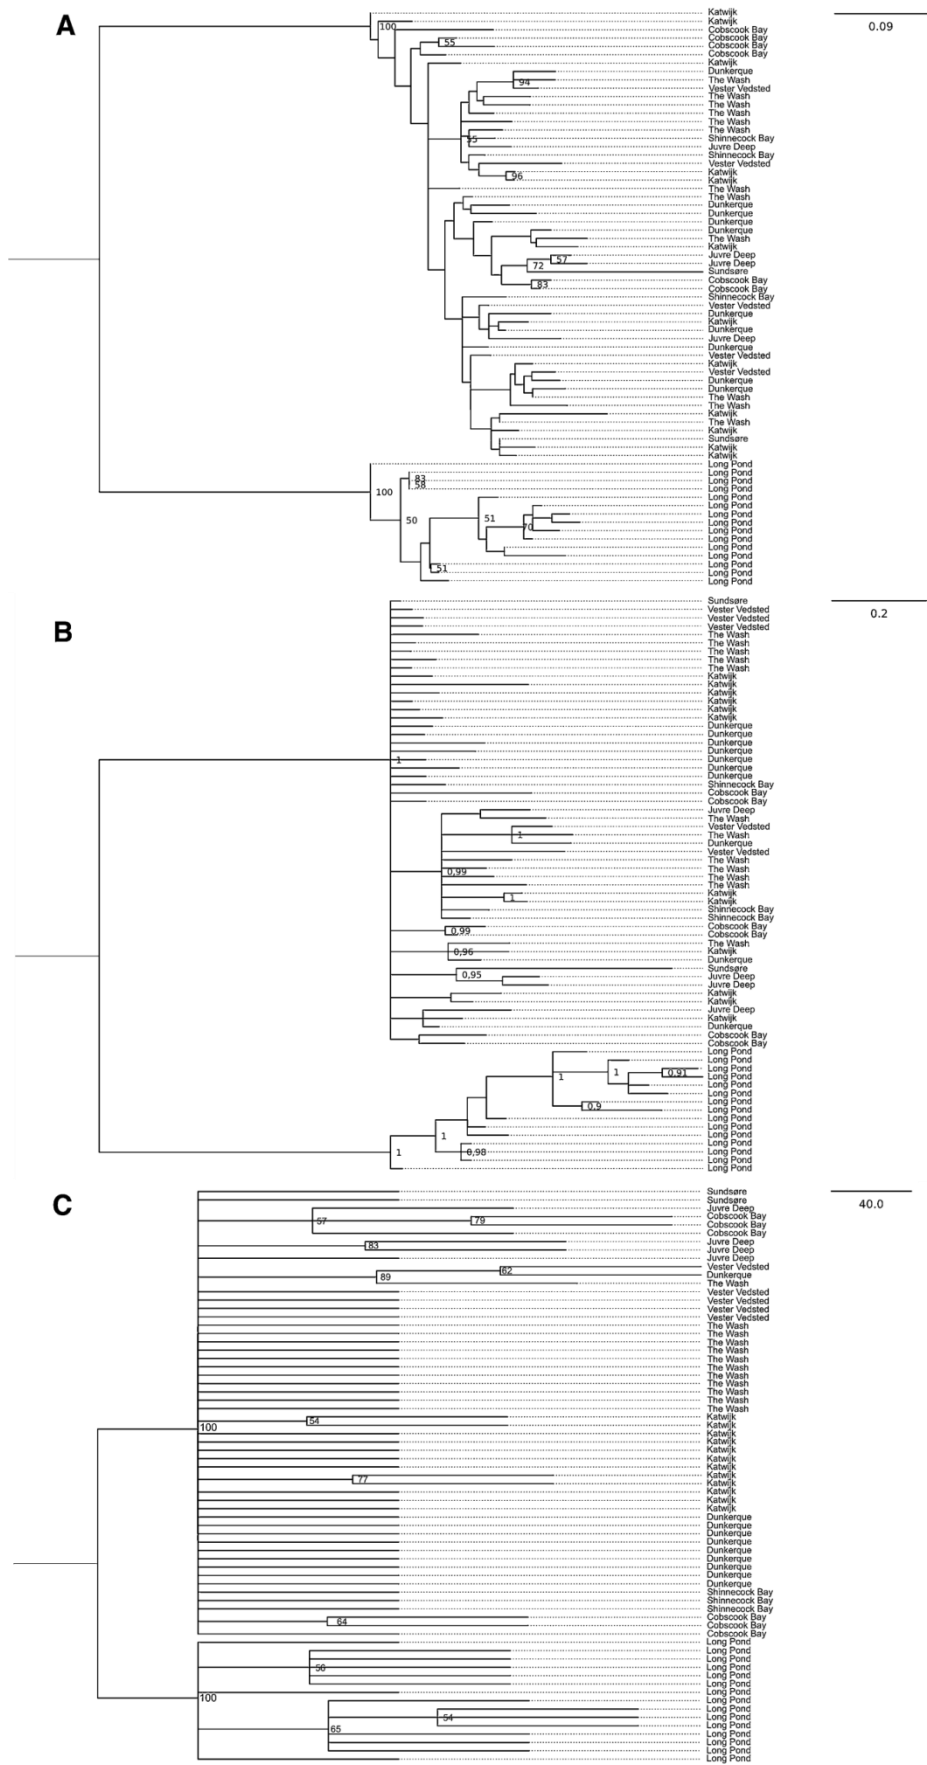 A
0.09
Katwijk
100 Katwijk
Cobscook Bay
Cobscook Bay
55 Cobscook Bay
Cobscook Bay
Katwijk
Dunkerque
94 The Wash
Vester Vedsted
The Wash
The Wash
The Wash
The Wash
The Wash
55 Shinnecock Bay
Juvre Deep
Shinnecock Bay
Vester Vedsted
Katwijk
96 Katwijk
The Wash
The Wash
Dunkerque
Dunkerque
Dunkerque
Dunkerque
The Wash
Katwijk
Juvre Deep
72 57 Juvre Deep
Sundsøre
Cobscook Bay
83 Cobscook Bay
Shinnecock Bay
Vester Vedsted
Dunkerque
Katwijk
Dunkerque
Juvre Deep
Dunkerque
Vester Vedsted
Katwijk
Vester Vedsted
Dunkerque
Dunkerque
The Wash
The Wash
Katwijk
The Wash
Katwijk
Sundsøre
Katwijk
Katwijk
Long Pond
Long Pond
83 Long Pond
58 Long Pond
100 Long Pond
Long Pond
51 Long Pond
50 Long Pond
70 Long Pond
Long Pond
Long Pond
Long Pond
51 Long Pond
Long Pond
Long Pond
B
0.2
Sundsøre
Vester Vedsted
Vester Vedsted
Vester Vedsted
The Wash
The Wash
The Wash
The Wash
The Wash
Katwijk
Katwijk
Katwijk
Katwijk
Katwijk
Katwijk
Dunkerque
Dunkerque
Dunkerque
Dunkerque
1 Dunkerque
Dunkerque
Dunkerque
Shinnecock Bay
Cobscook Bay
Cobscook Bay
Juvre Deep
The Wash
Vester Vedsted
1 The Wash
Dunkerque
Vester Vedsted
The Wash
0,99 The Wash
The Wash
The Wash
Katwijk
1 Katwijk
Shinnecock Bay
Shinnecock Bay
Cobscook Bay
0,99 Cobscook Bay
The Wash
0,96 Katwijk
Dunkerque
Sundsøre
0,95 Juvre Deep
Juvre Deep
Katwijk
Katwijk
Juvre Deep
Katwijk
Dunkerque
Cobscook Bay
Cobscook Bay
Long Pond
Long Pond
1 0,91 Long Pond
1 Long Pond
Long Pond
Long Pond
0,9 Long Pond
Long Pond
Long Pond
Long Pond
1 Long Pond
Long Pond
1 0,98 Long Pond
Long Pond
Long Pond
C
40.0
Sundsøre
Sundsøre
Juvre Deep
Cobscook Bay
57 79 Cobscook Bay
Cobscook Bay
Juvre Deep
83 Juvre Deep
Juvre Deep
Vester Vedsted
89 62 Dunkerque
The Wash
Vester Vedsted
Vester Vedsted
Vester Vedsted
Vester Vedsted
The Wash
The Wash
The Wash
The Wash
The Wash
The Wash
The Wash
The Wash
The Wash
The Wash
The Wash
Katwijk
100 54 Katwijk
Katwijk
Katwijk
Katwijk
Katwijk
Katwijk
Katwijk
77 Katwijk
Katwijk
Katwijk
Katwijk
Dunkerque
Dunkerque
Dunkerque
Dunkerque
Dunkerque
Dunkerque
Dunkerque
Dunkerque
Dunkerque
Shinnecock Bay
Shinnecock Bay
Shinnecock Bay
Cobscook Bay
64 Cobscook Bay
Cobscook Bay
Long Pond
Long Pond
Long Pond
56 Long Pond
Long Pond
Long Pond
100 Long Pond
Long Pond
Long Pond
54 Long Pond
65 Long Pond
Long Pond
Long Pond
Long Pond
Long Pond